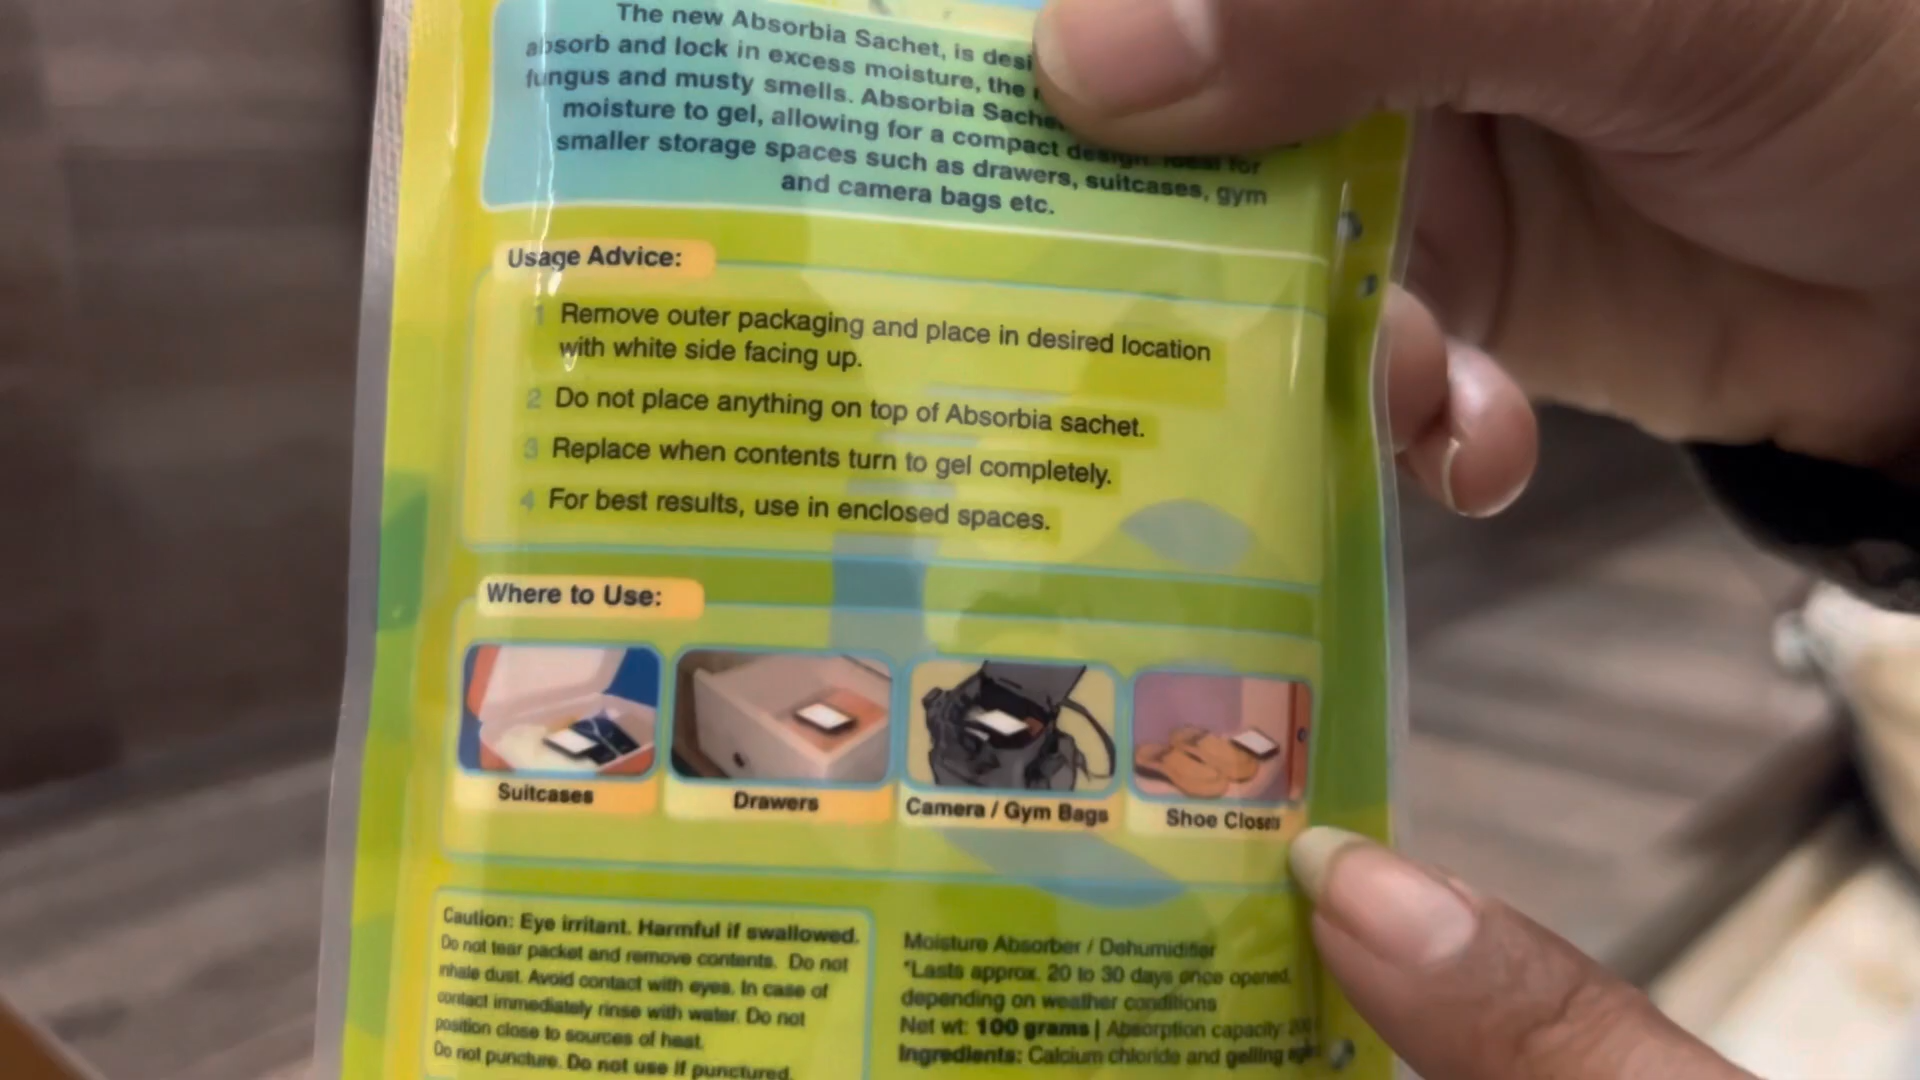 The new Absorbia Sachet, is desi
absorb and lock in excess moisture, the
fungus and musty smells. Absorbia Sache
moisture to gel, allowing for a compact design. Ideal for
smaller storage spaces such as drawers, suitcases, gym
and camera bags etc.
Usage Advice:
1 Remove outer packaging and place in desired location
with white side facing up.
2 Do not place anything on top of Absorbia sachet.
3 Replace when contents turn to gel completely.
4 For best results, use in enclosed spaces.
Where to Use:
Suitcases
Drawers
Camera / Gym Bags
Shoe Closets
Caution: Eye irritant. Harmful if swallowed.
Do not tear packet and remove contents. Do not
inhale dust. Avoid contact with eyes. In case of
contact immediately rinse with water. Do not
position close to sources of heat.
Do not puncture. Do not use if punctured.
Moisture Absorber / Dehumidifier
*Lasts approx. 20 to 30 days once opened,
depending on weather conditions
Net wt: 100 grams | Absorption capacity:
Ingredients: Calcium chloride and gelling